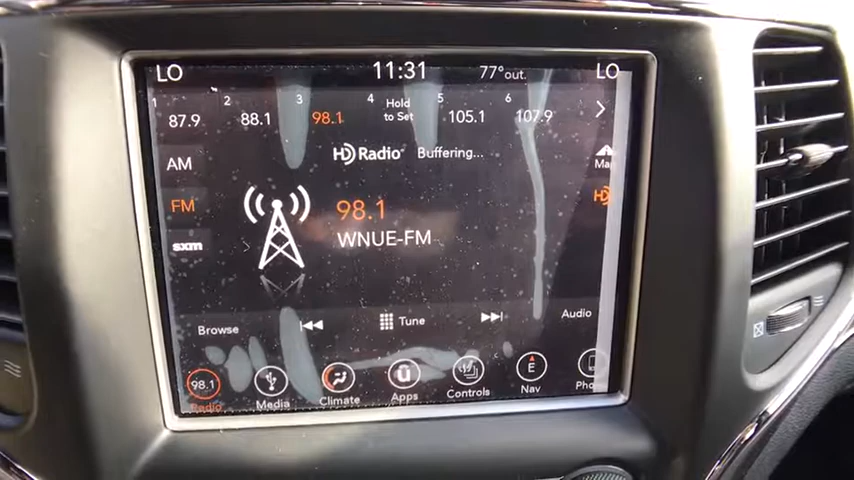 LO 11:31 77° out. LO
1 2 3 4 5 6
87.9 88.1 98.1 Hold to Set 105.1 107.9
HD Radio Buffering...
AM Map
FM 98.1 HD
WNUE-FM
sxm
Browse Tune Audio
98.1 E
Radio Media Climate Apps Controls Nav Pho